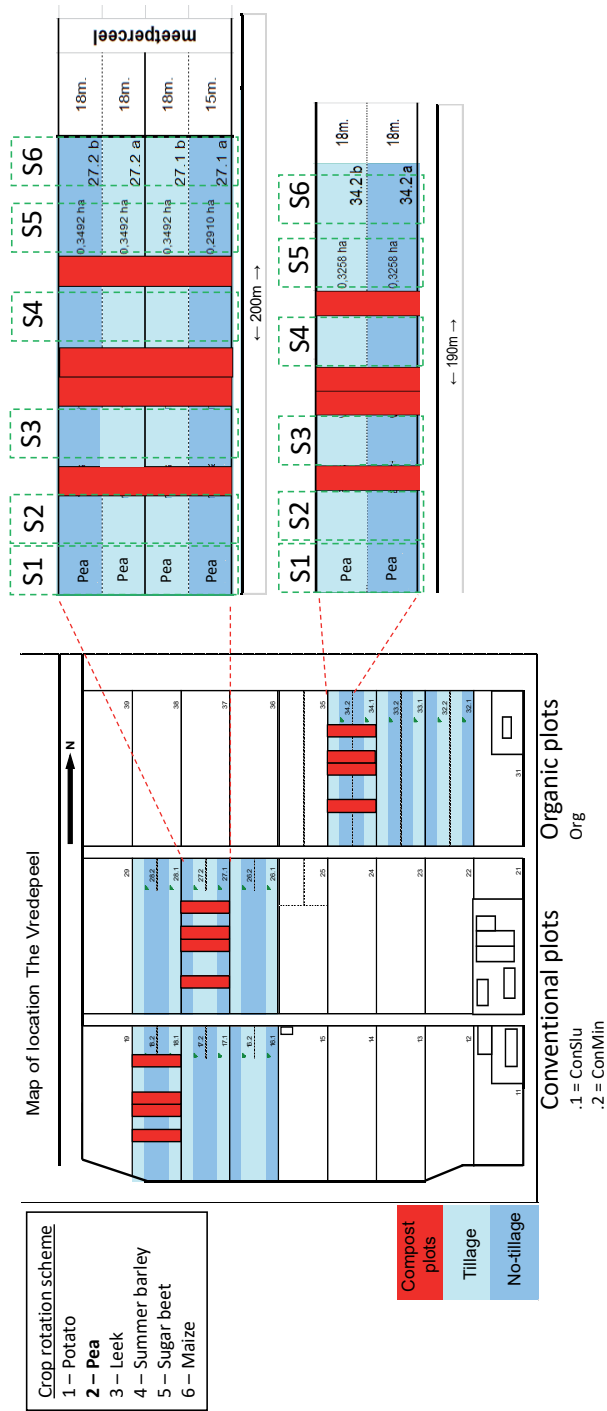 Crop rotation scheme
1 – Potato
2 – Pea
3 – Leek
4 – Summer barley
5 – Sugar beet
6 – Maize
Compost plots
Tillage
No-tillage
Map of location The Vredepeel
N
19
18.2
18.1
17.2
17.1
16.2
16.1
15
14
13
12
11
29
28.2
28.1
27.2
27.1
26.2
26.1
25
24
23
22
21
39
38
37
36
35
34.2
34.1
33.2
33.1
32.2
32.1
31
Conventional plots
.1 = ConSlu
.2 = ConMin
Organic plots
Org
S1 S2 S3 S4 S5 S6
Pea 0,3492 ha 27.2 b 18m.
Pea 0,3492 ha 27.2 a 18m.
Pea 0,3492 ha 27.1 b 18m.
Pea 0,2910 ha 27.1 a 15m.
meetperceel
← 200m →
S1 S2 S3 S4 S5 S6
Pea 0,3258 ha 34.2 b 18m.
Pea 0,3258 ha 34.2 a 18m.
← 190m →